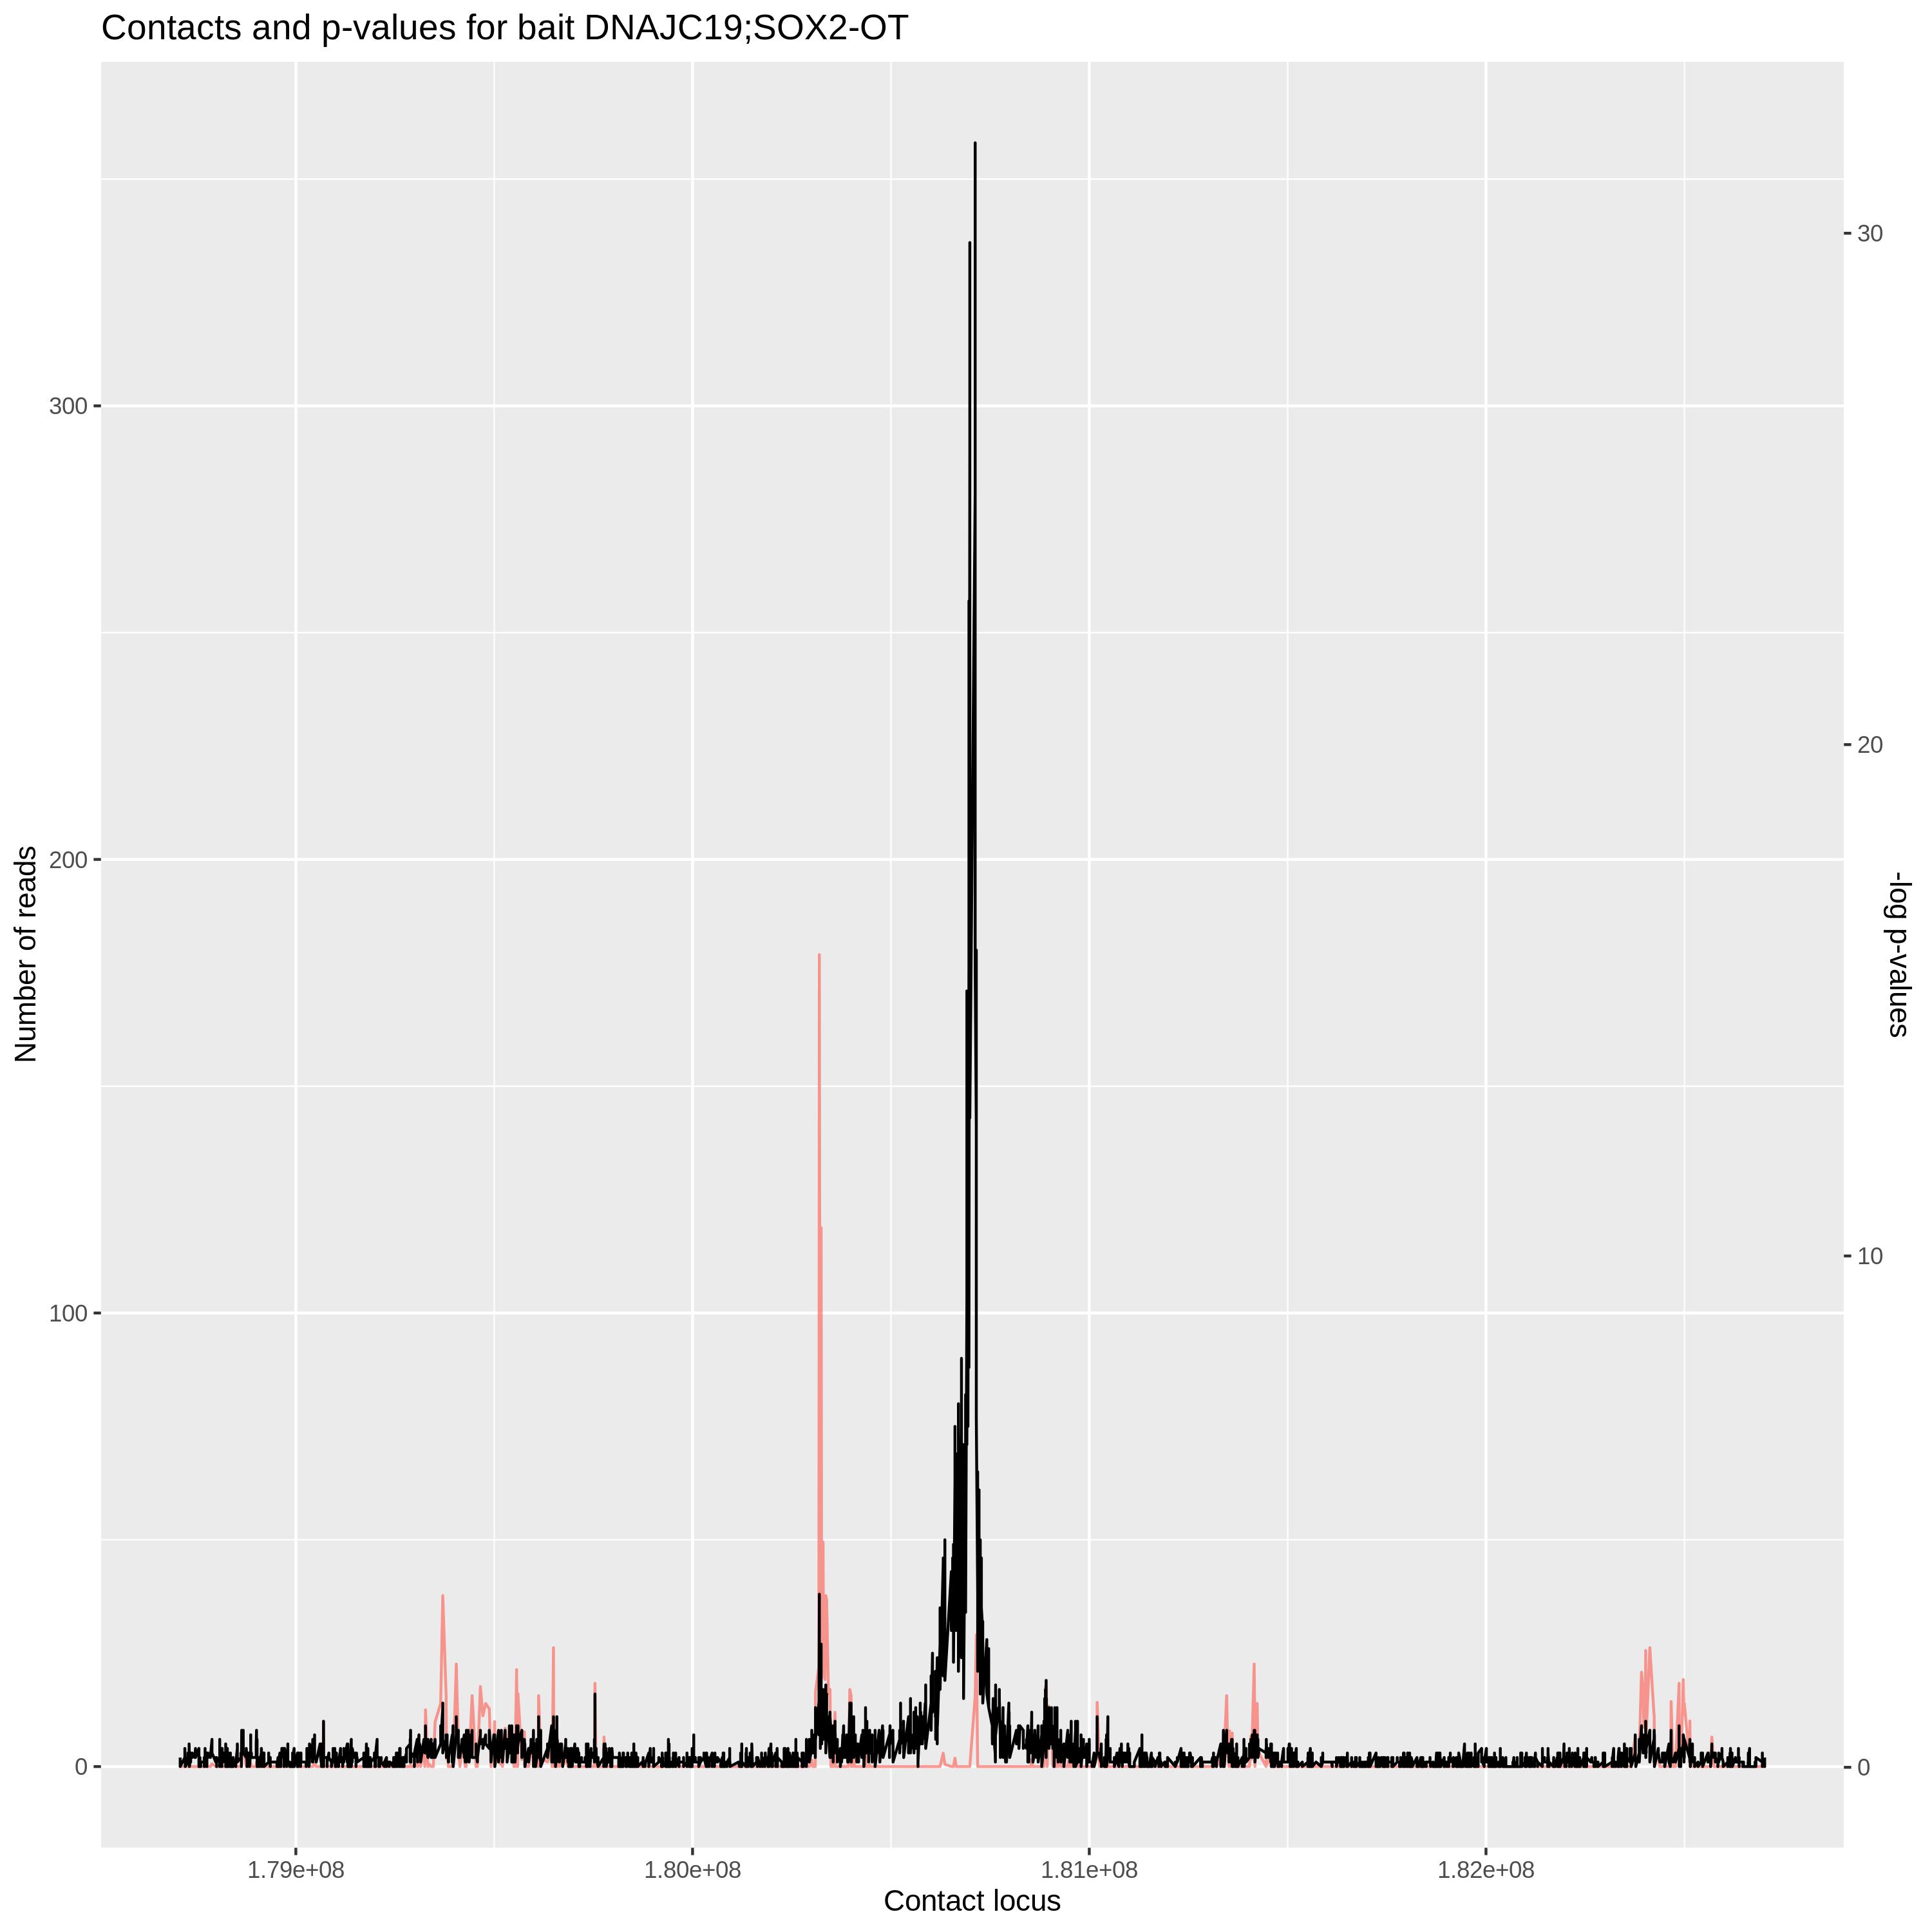 Contacts and p-values for bait DNAJC19;SOX2-OT
Number of reads
300
200
100
0
30
20
10
0
-log p-values
1.79e+08
1.80e+08
1.81e+08
1.82e+08
Contact locus